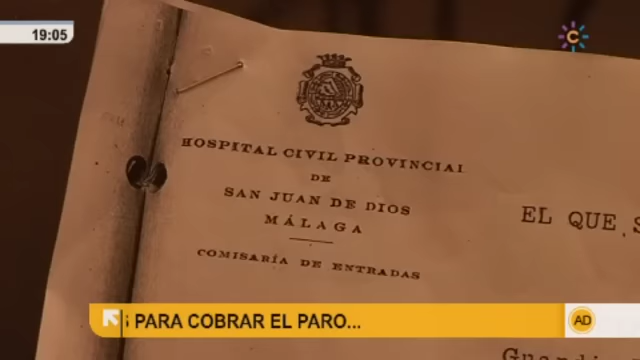 19:05
C
HOSPITAL CIVIL PROVINCIAL
DE
SAN JUAN DE DIOS
MÁLAGA
COMISARÍA DE ENTRADAS
EL QUE
PARA COBRAR EL PARO...
AD